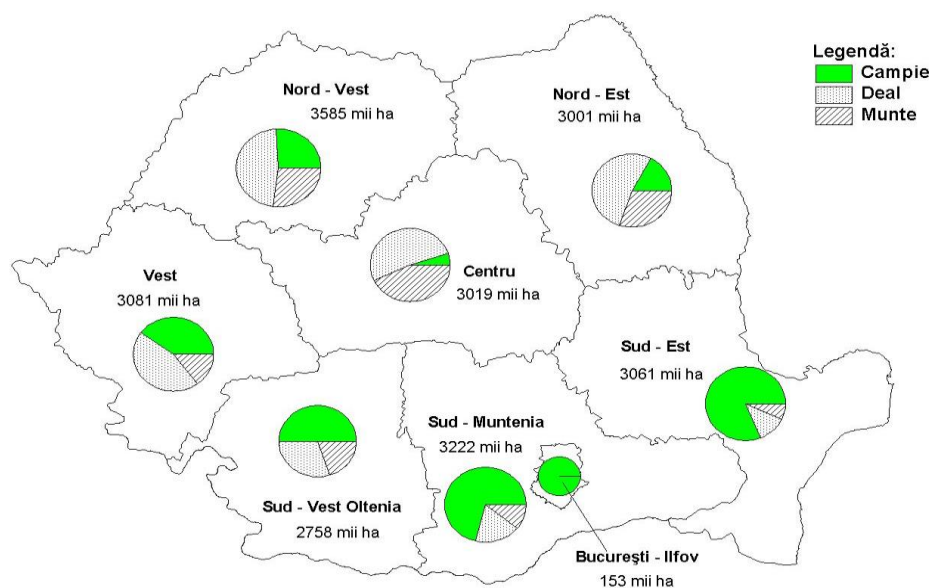 Legendă:
Campie
Deal
Munte
Nord - Vest
3585 mii ha
Nord - Est
3001 mii ha
Vest
3081 mii ha
Centru
3019 mii ha
Sud - Est
3061 mii ha
Sud - Muntenia
3222 mii ha
Sud - Vest Oltenia
2758 mii ha
Bucureşti - Ilfov
153 mii ha